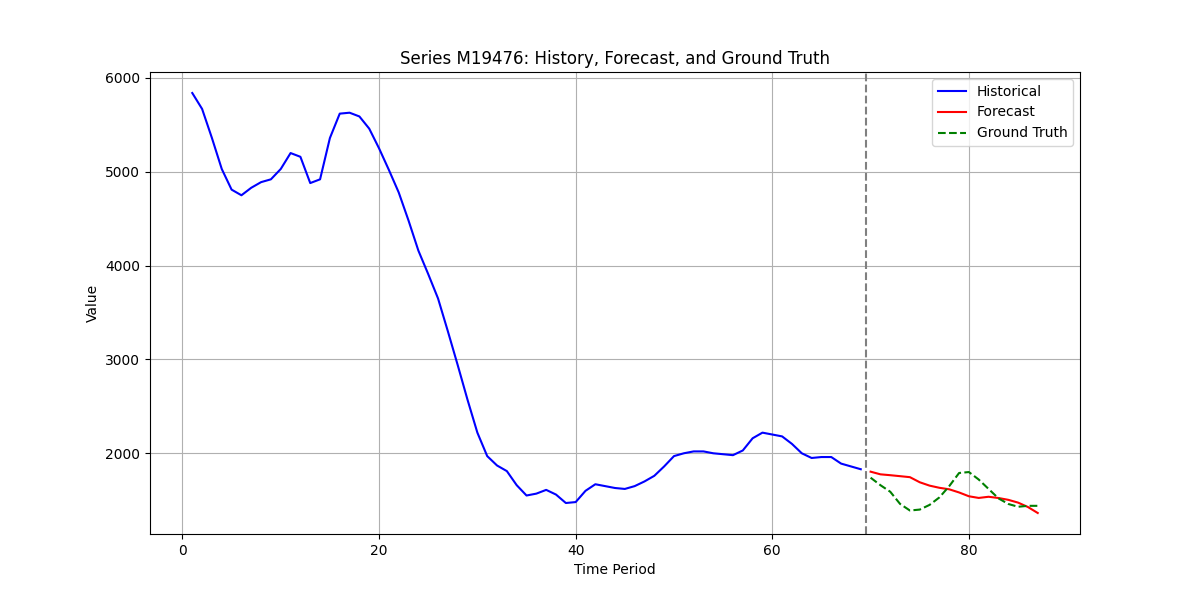 Series M19476: History, Forecast, and Ground Truth
6000
5000
4000
3000
2000
Value
0
20
40
60
80
Time Period
Historical
Forecast
Ground Truth